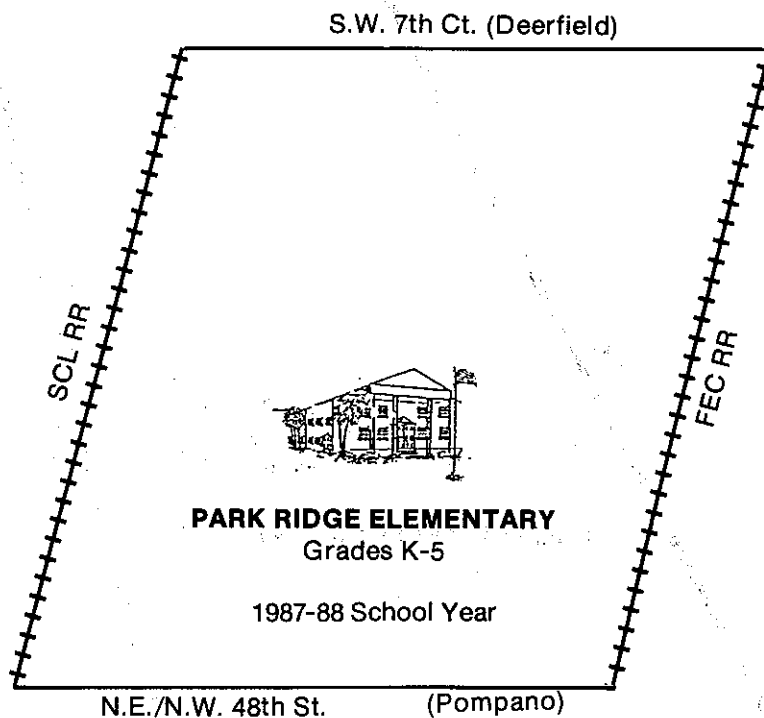 S.W. 7th Ct. (Deerfield)
SCL RR
FEC RR
PARK RIDGE ELEMENTARY
Grades K-5
1987-88 School Year
N.E./N.W. 48th St. (Pompano)